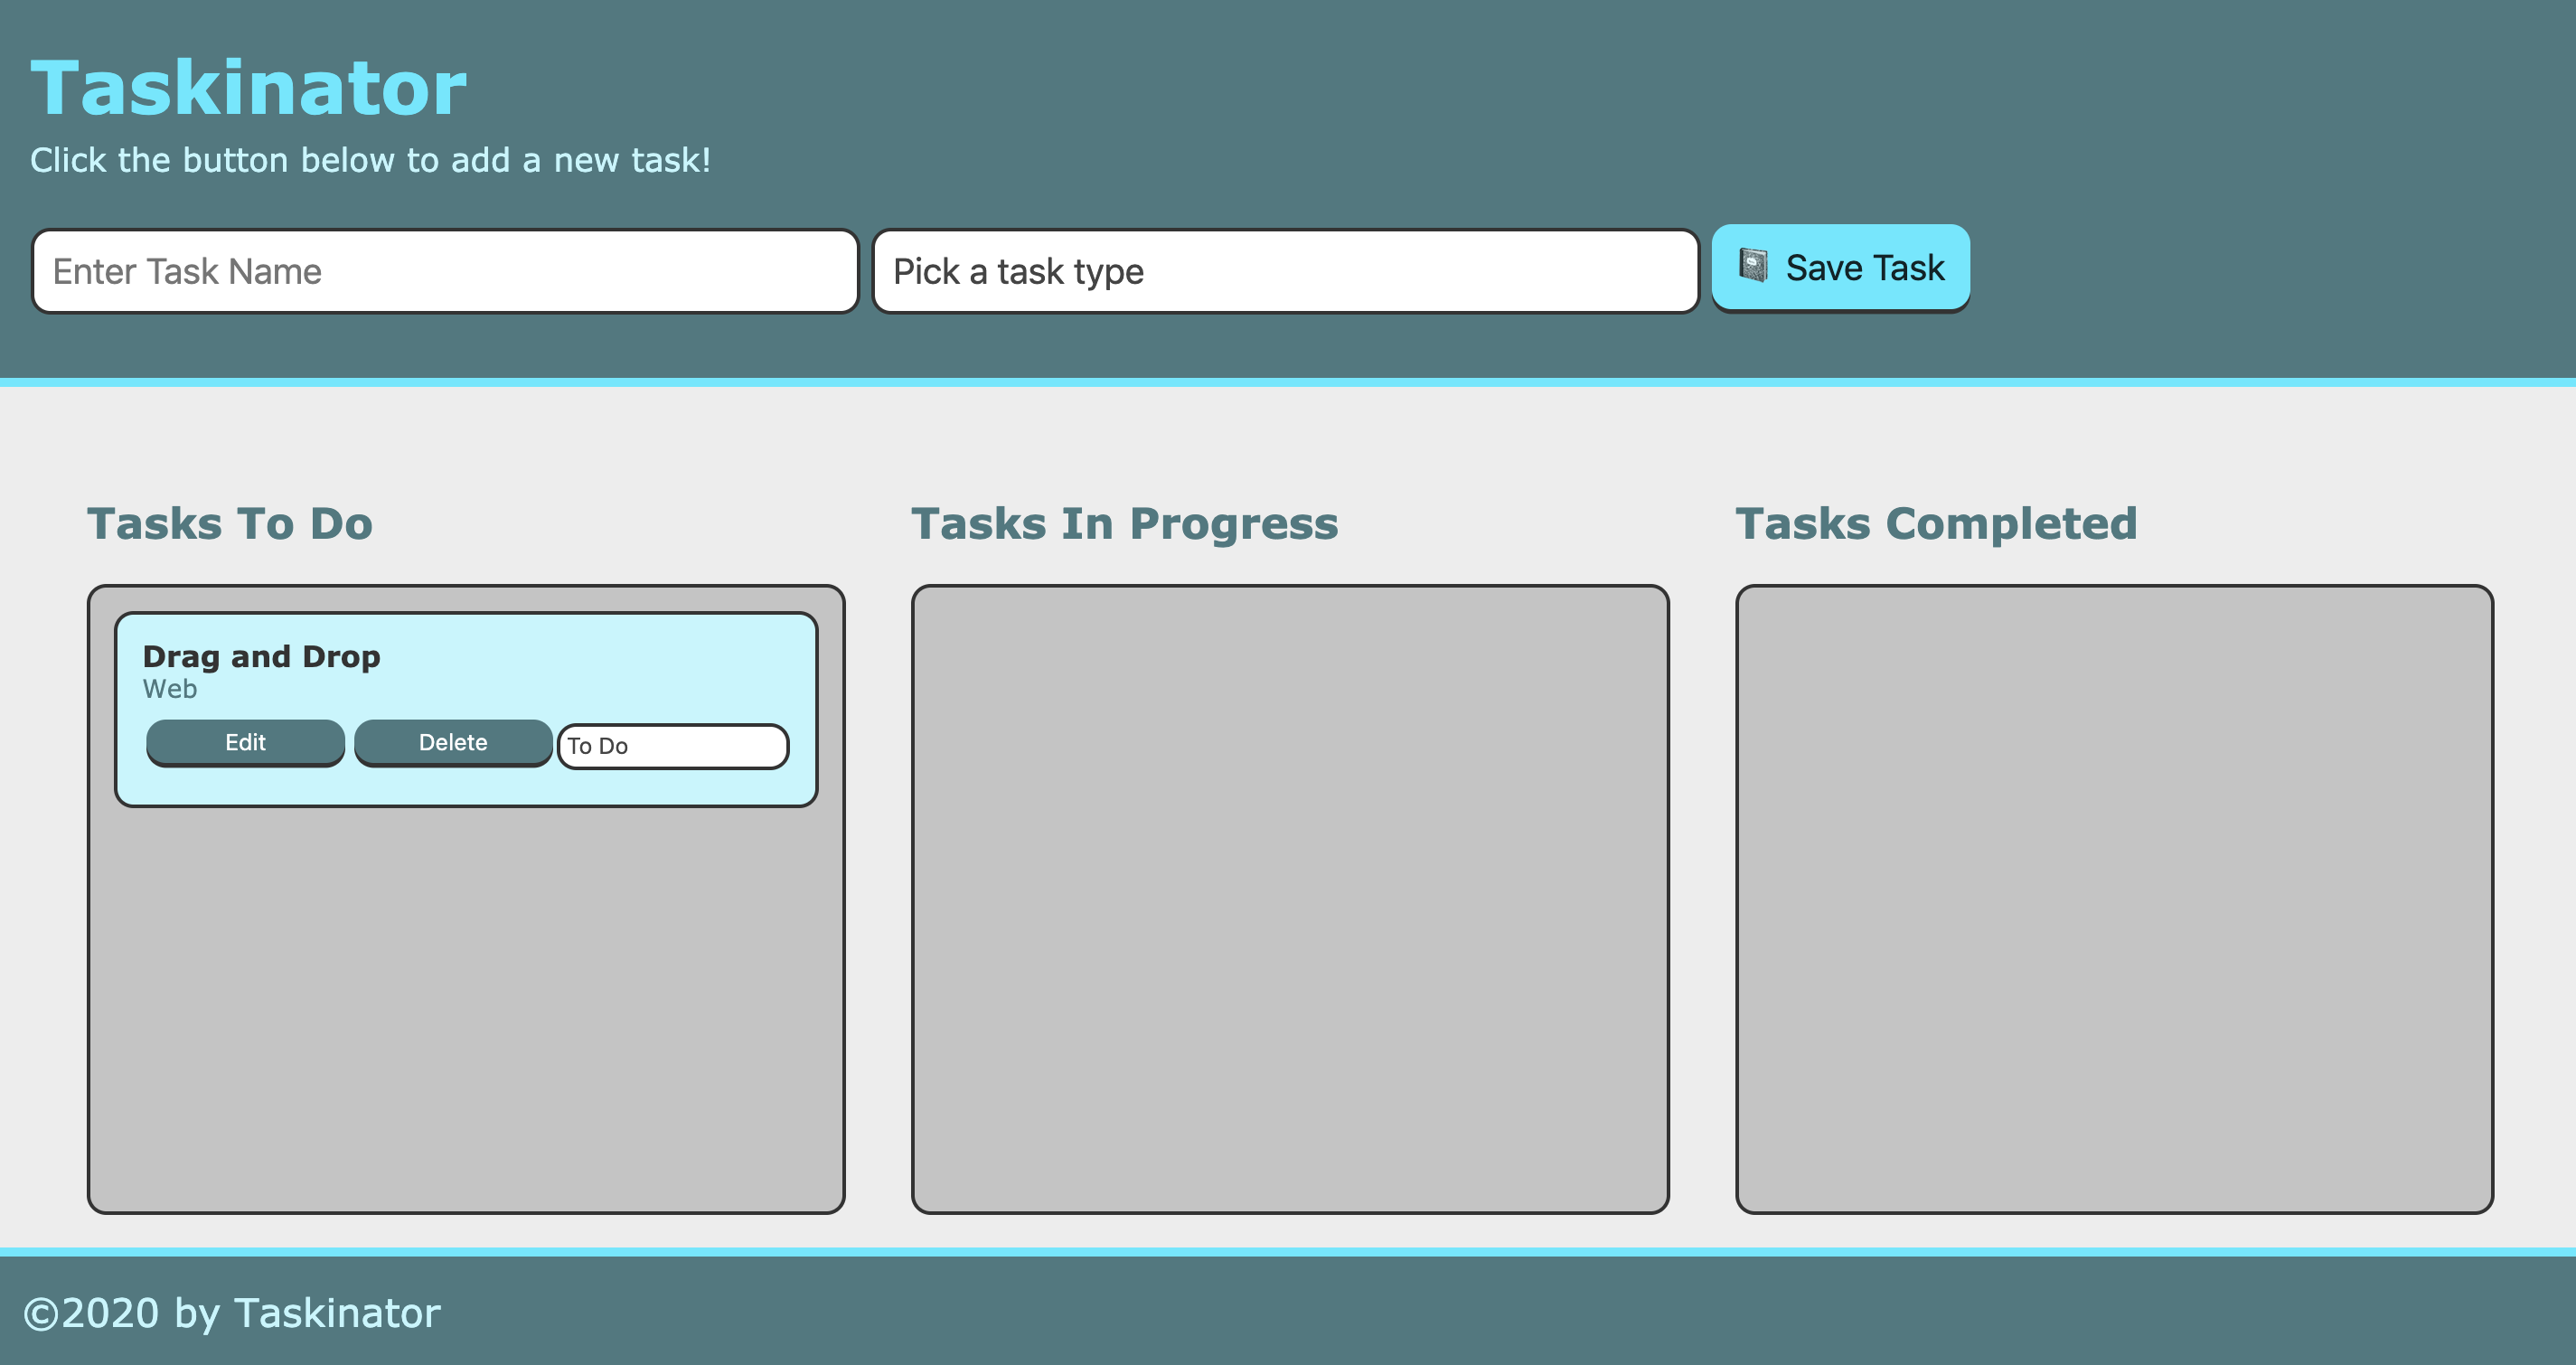 Taskinator
Click the button below to add a new task!
Enter Task Name
Pick a task type
Save Task
Tasks To Do
Tasks In Progress
Tasks Completed
Drag and Drop
Web
Edit
Delete
To Do
©2020 by Taskinator